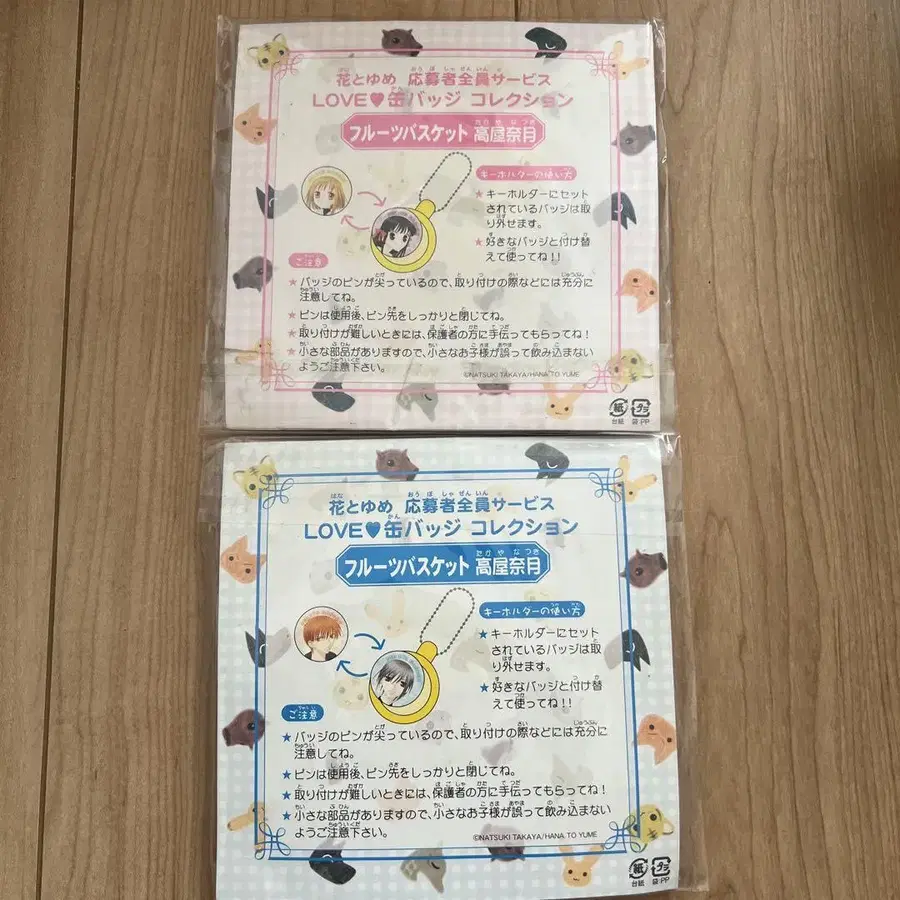 花とゆめ 応募者全員サービス
LOVE♥缶バッジ コレクション
フルーツバスケット 高屋奈月
キーホルダーの使い方
★キーホルダーにセット
されているバッジは取
り外せます。
★好きなバッジと付け替
えて使ってね!!
ご注意
★バッジのピンが尖っているので、取り付けの際などには充分に
注意してね。
★ピンは使用後、ピン先をしっかりと閉じてね。
★取り付けが難しいときには、保護者の方に手伝ってもらってね!
★小さな部品がありますので、小さなお子様が誤って飲み込まない
ようご注意下さい。
©NATSUKI TAKAYA/HANA TO YUME
紙 プラ
台紙 袋:PP
花とゆめ 応募者全員サービス
LOVE♥缶バッジ コレクション
フルーツバスケット 高屋奈月
キーホルダーの使い方
★キーホルダーにセット
されているバッジは取
り外せます。
★好きなバッジと付け替
えて使ってね!!
ご注意
★バッジのピンが尖っているので、取り付けの際などには充分に
注意してね。
★ピンは使用後、ピン先をしっかりと閉じてね。
★取り付けが難しいときには、保護者の方に手伝ってもらってね!
★小さな部品がありますので、小さなお子様が誤って飲み込まない
ようご注意下さい。
©NATSUKI TAKAYA/HANA TO YUME
紙 プラ
台紙 袋:PP